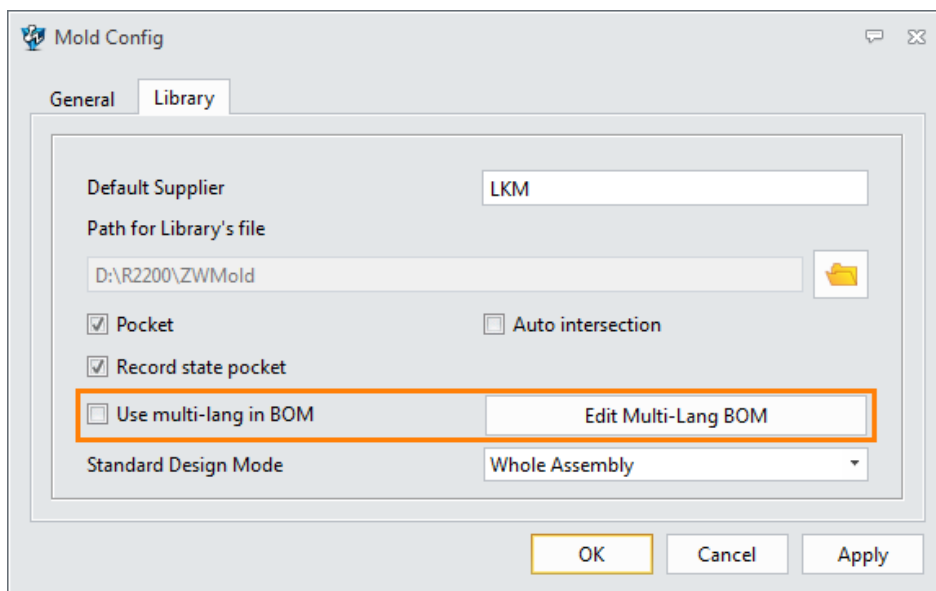 Mold Config
General Library
Default Supplier LKM
Path for Library's file
D:\R2200\ZWMold
Pocket Auto intersection
Record state pocket
Use multi-lang in BOM Edit Multi-Lang BOM
Standard Design Mode Whole Assembly
OK Cancel Apply